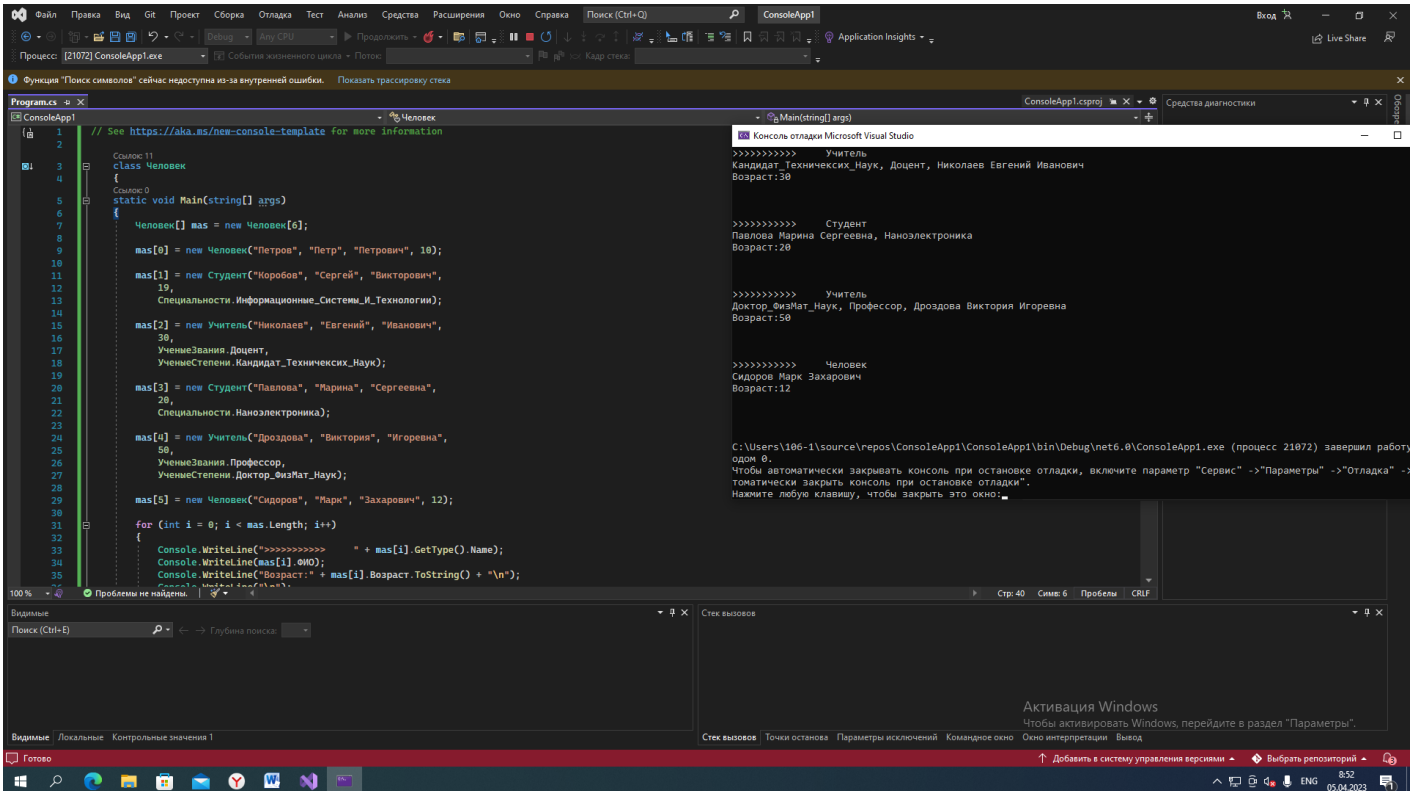 Файл Правка Вид Git Проект Сборка Отладка Тест Анализ Средства Расширения Окно Справка Поиск (Ctrl+Q) ConsoleApp1 Вход
Debug Any CPU Продолжить Application Insights Live Share
Процесс: [21072] ConsoleApp1.exe События жизненного цикла Поток: Кадр стека:
Функция "Поиск символов" сейчас недоступна из-за внутренней ошибки. Показать трассировку стека
Program.cs ConsoleApp1.csproj Средства диагностики
ConsoleApp1 Человек Main(string[] args)
1 // See https://aka.ms/new-console-template for more information
2
Ссылок: 11
3 class Человек
4 {
Ссылок: 0
5 static void Main(string[] args)
6 {
7 Человек[] mas = new Человек[6];
8
9 mas[0] = new Человек("Петров", "Петр", "Петрович", 10);
10
11 mas[1] = new Студент("Коробов", "Сергей", "Викторович",
12 19,
13 Специальности.Информационные_Системы_И_Технологии);
14
15 mas[2] = new Учитель("Николаев", "Евгений", "Иванович",
16 30,
17 УченыеЗвания.Доцент,
18 УченыеСтепени.Кандидат_Техничексих_Наук);
19
20 mas[3] = new Студент("Павлова", "Марина", "Сергеевна",
21 20,
22 Специальности.Наноэлектроника);
23
24 mas[4] = new Учитель("Дроздова", "Виктория", "Игоревна",
25 50,
26 УченыеЗвания.Профессор,
27 УченыеСтепени.Доктор_ФизМат_Наук);
28
29 mas[5] = new Человек("Сидоров", "Марк", "Захарович", 12);
30
31 for (int i = 0; i < mas.Length; i++)
32 {
33 Console.WriteLine(">>>>>>>>>>> " + mas[i].GetType().Name);
34 Console.WriteLine(mas[i].ФИО);
35 Console.WriteLine("Возраст:" + mas[i].Возраст.ToString() + "\n");
100 % Проблемы не найдены. Стр: 40 Симв: 6 Пробелы CRLF
Консоль отладки Microsoft Visual Studio
>>>>>>>>>>> Учитель
Кандидат_Техничексих_Наук, Доцент, Николаев Евгений Иванович
Возраст:30
>>>>>>>>>>> Студент
Павлова Марина Сергеевна, Наноэлектроника
Возраст:20
>>>>>>>>>>> Учитель
Доктор_ФизМат_Наук, Профессор, Дроздова Виктория Игоревна
Возраст:50
>>>>>>>>>>> Человек
Сидоров Марк Захарович
Возраст:12
C:\Users\106-1\source\repos\ConsoleApp1\ConsoleApp1\bin\Debug\net6.0\ConsoleApp1.exe (процесс 21072) завершил работу
одом 0.
Чтобы автоматически закрывать консоль при остановке отладки, включите параметр "Сервис" ->"Параметры" ->"Отладка" ->
томатически закрыть консоль при остановке отладки".
Нажмите любую клавишу, чтобы закрыть это окно:
Видимые Стек вызовов
Поиск (Ctrl+E) Глубина поиска:
Активация Windows
Чтобы активировать Windows, перейдите в раздел "Параметры".
Видимые Локальные Контрольные значения 1 Стек вызовов Точки останова Параметры исключений Командное окно Окно интерпретации Вывод
Готово Добавить в систему управления версиями Выбрать репозиторий
ENG 8:52
05.04.2023